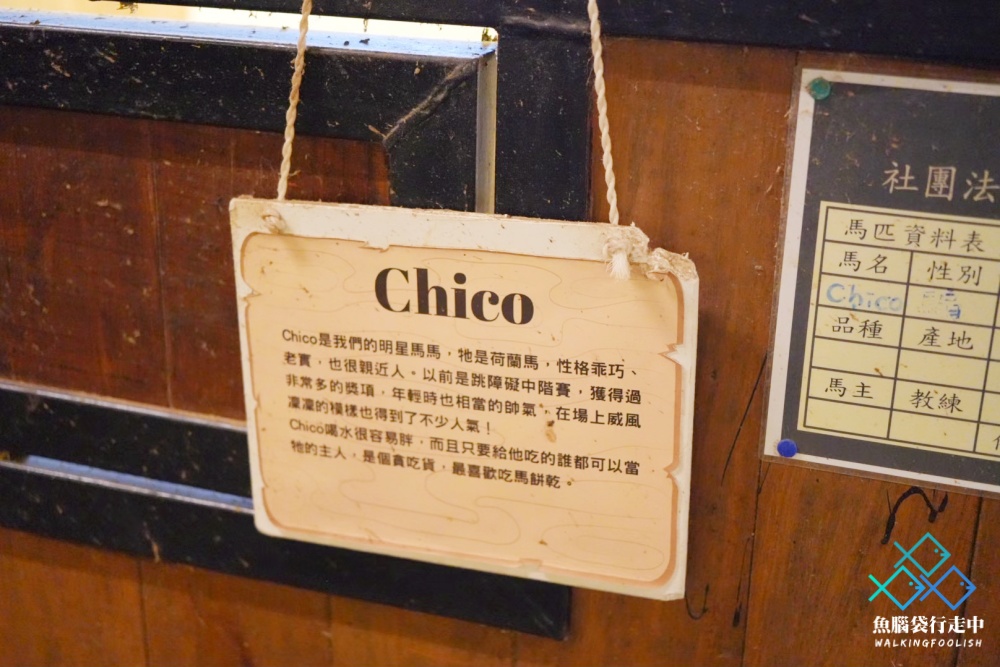 Chico
Chico是我們的明星馬馬，牠是荷蘭馬，性格乖巧、
老實，也很親近人。以前是跳障礙中階賽，獲得過
非常多的獎項，年輕時也相當的帥氣，在場上威風
凜凜的模樣也得到了不少人氣！
Chico喝水很容易胖，而且只要給他吃的誰都可以當
牠的主人，是個貪吃貨，最喜歡吃馬餅乾。
社團法
馬匹資料表
馬名 性別
Chico 騸
品種 產地
馬主 教練
魚腦袋行走中
WALKINGFOOLISH